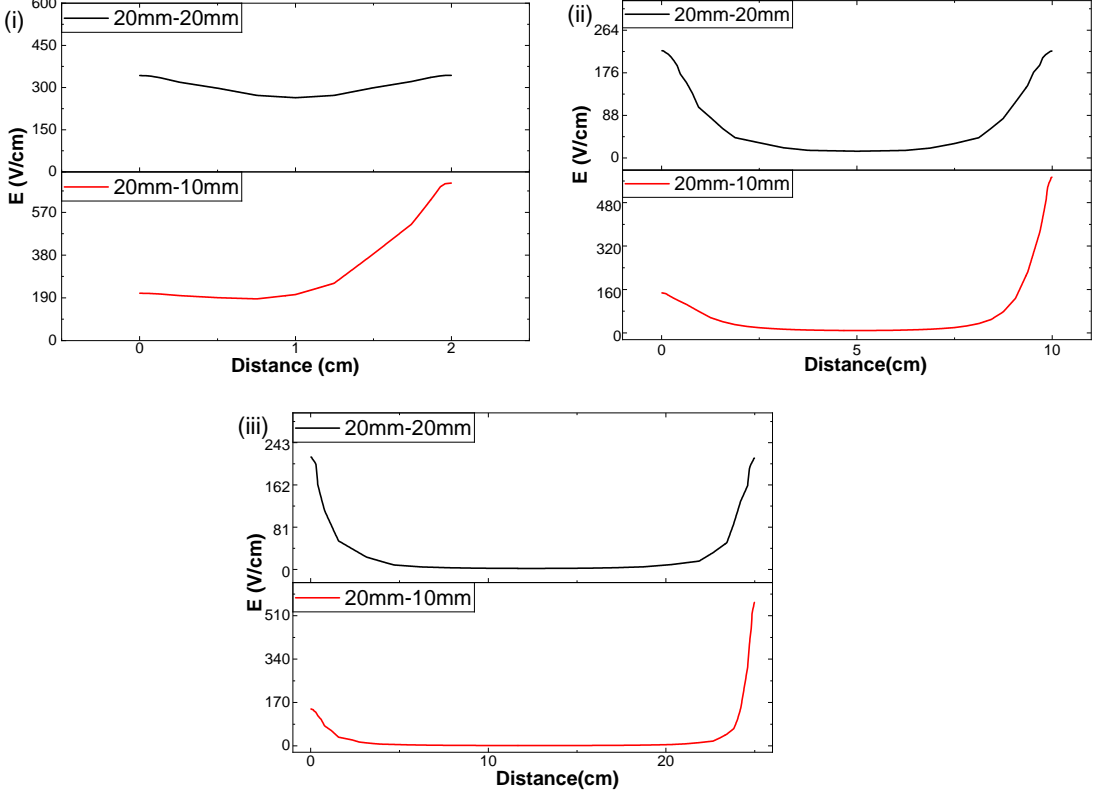 (i)
20mm-20mm
600
450
300
150
0
E (V/cm)
20mm-10mm
570
380
190
0
0 1 2
Distance (cm)
(ii)
20mm-20mm
264
176
88
0
E (V/cm)
20mm-10mm
480
320
160
0
0 5 10
Distance(cm)
(iii)
20mm-20mm
243
162
81
0
E (V/cm)
20mm-10mm
510
340
170
0
0 10 20
Distance(cm)